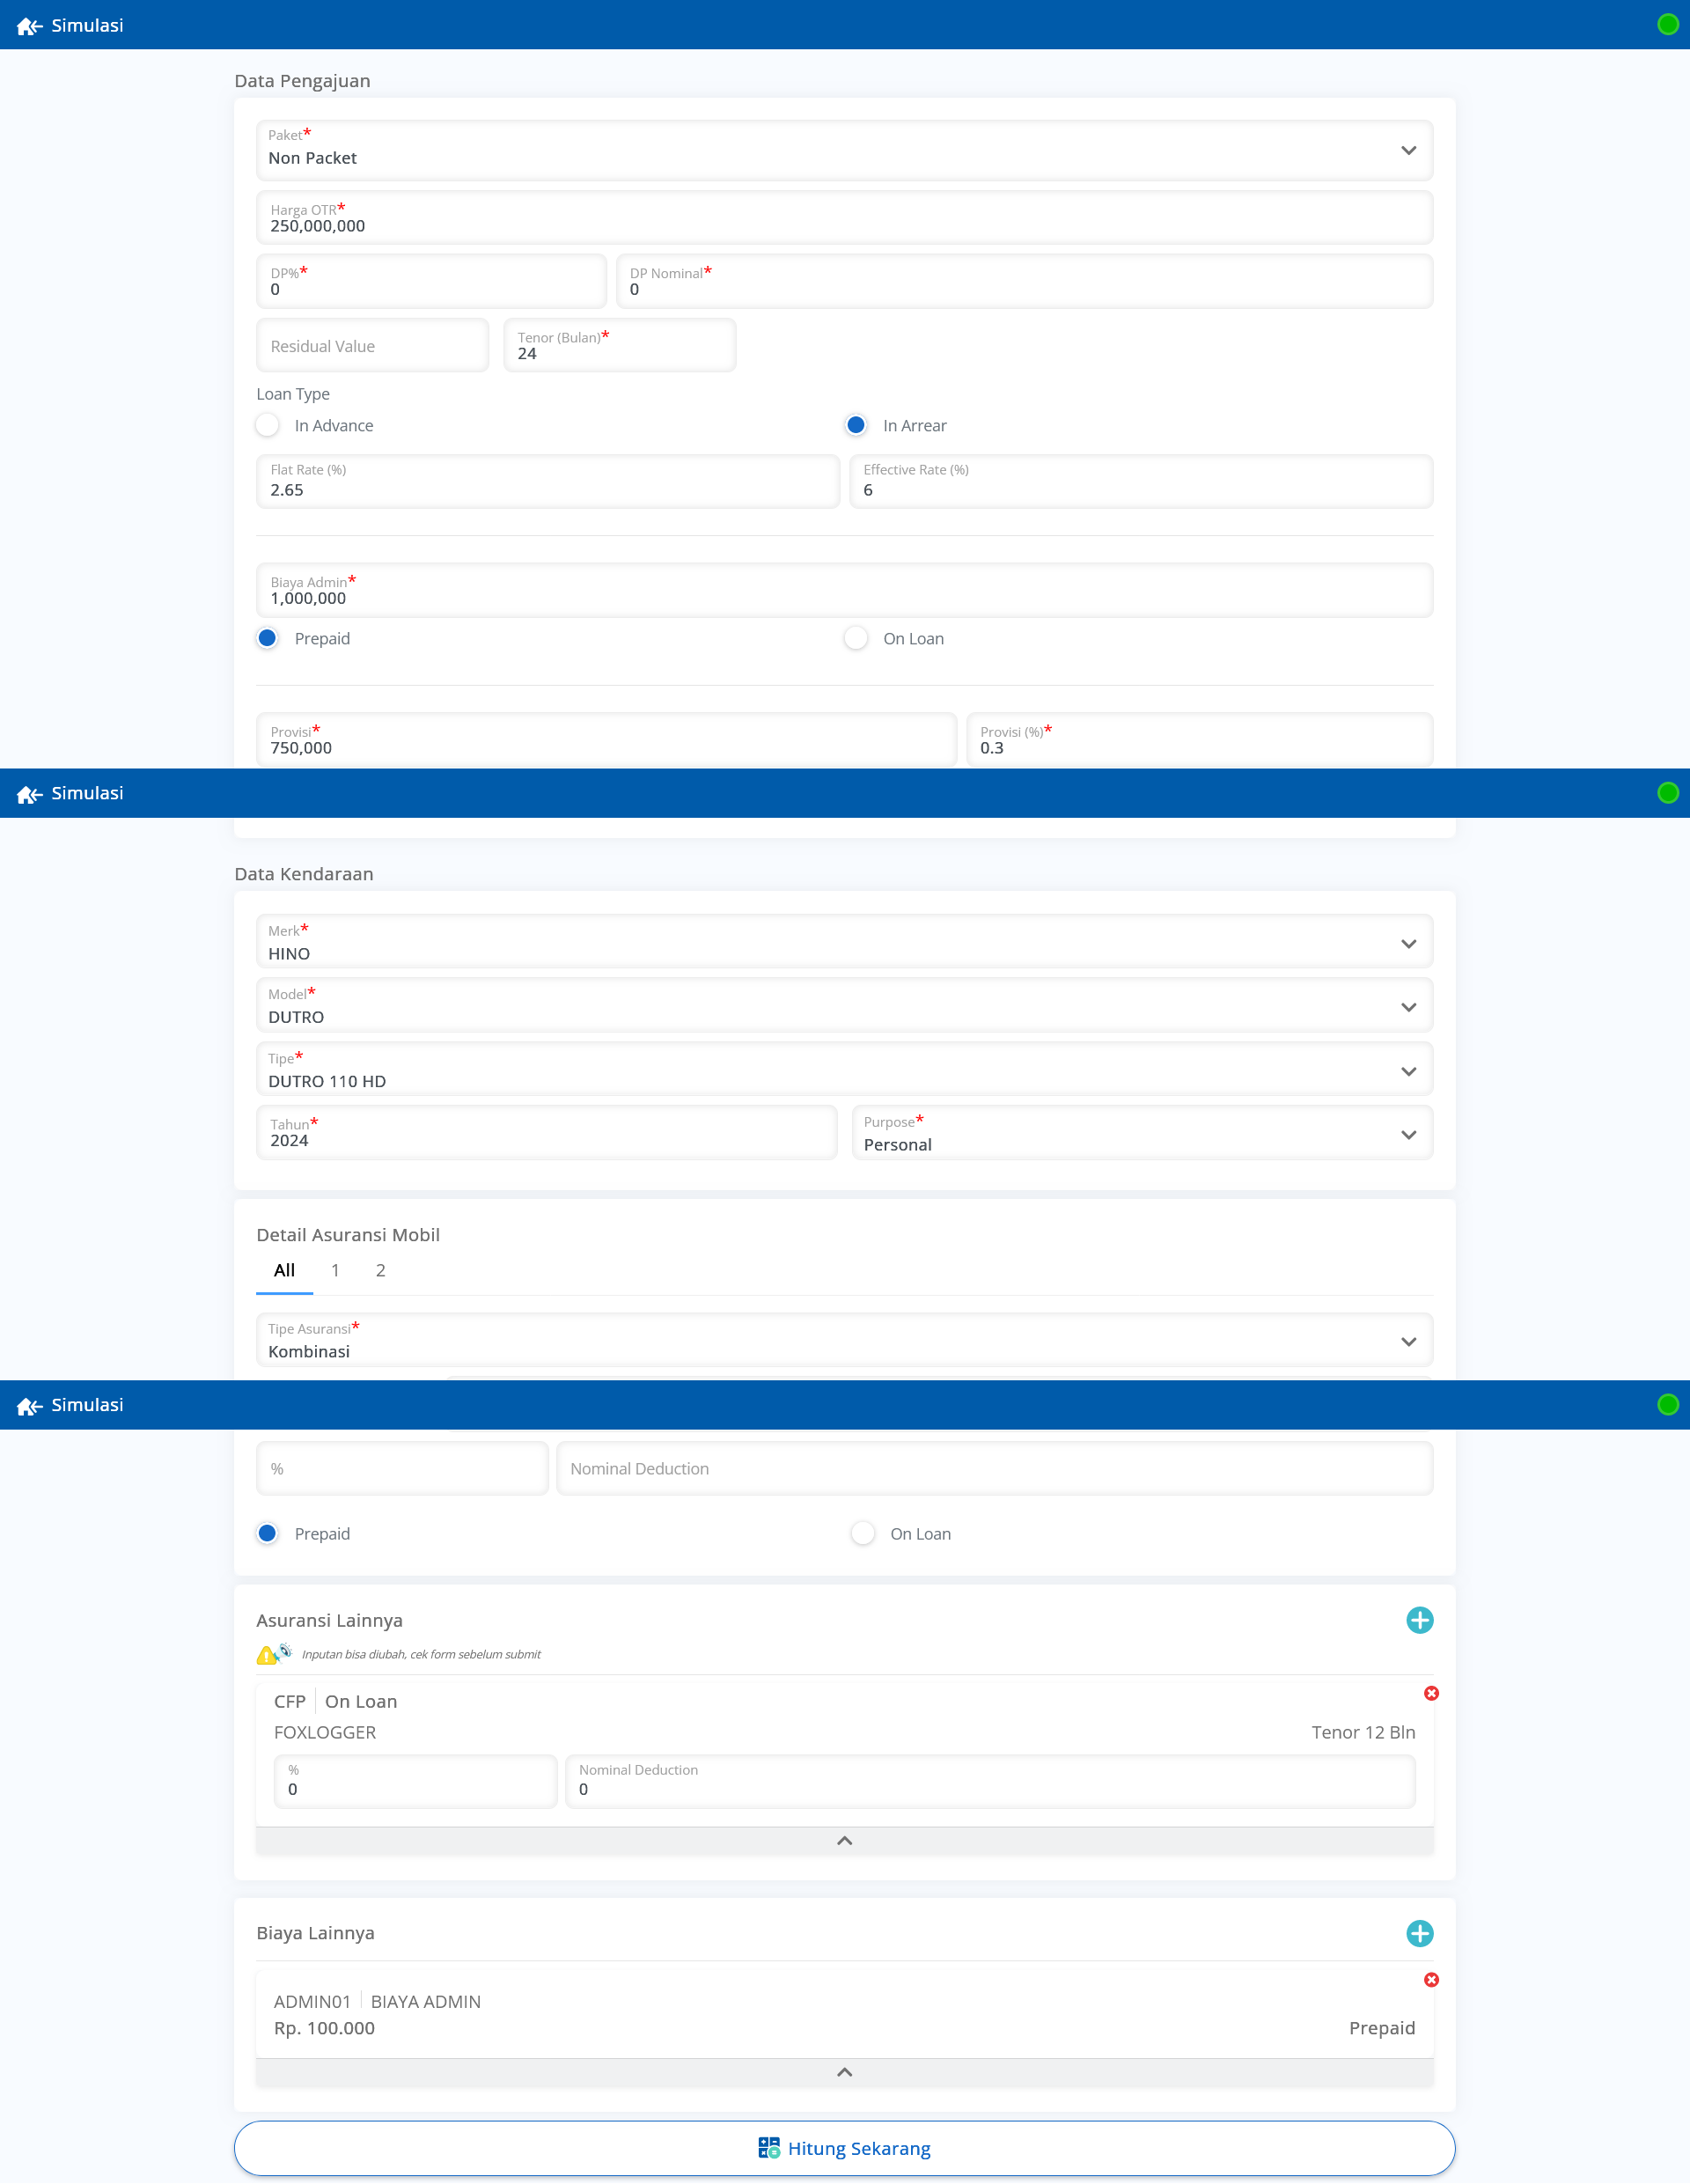 Simulasi
Data Pengajuan
Paket*
Non Packet
Harga OTR*
250,000,000
DP%* DP Nominal*
0 0
Residual Value Tenor (Bulan)*
24
Loan Type
In Advance In Arrear
Flat Rate (%) Effective Rate (%)
2.65 6
Biaya Admin*
1,000,000
Prepaid On Loan
Provisi* Provisi (%)*
750,000 0.3
Simulasi
Data Kendaraan
Merk*
HINO
Model*
DUTRO
Tipe*
DUTRO 110 HD
Tahun* Purpose*
2024 Personal
Detail Asuransi Mobil
All 1 2
Tipe Asuransi*
Kombinasi
Simulasi
% Nominal Deduction
Prepaid On Loan
Asuransi Lainnya
Inputan bisa diubah, cek form sebelum submit
CFP On Loan
FOXLOGGER Tenor 12 Bln
% Nominal Deduction
0 0
Biaya Lainnya
ADMIN01 BIAYA ADMIN
Rp. 100.000 Prepaid
Hitung Sekarang